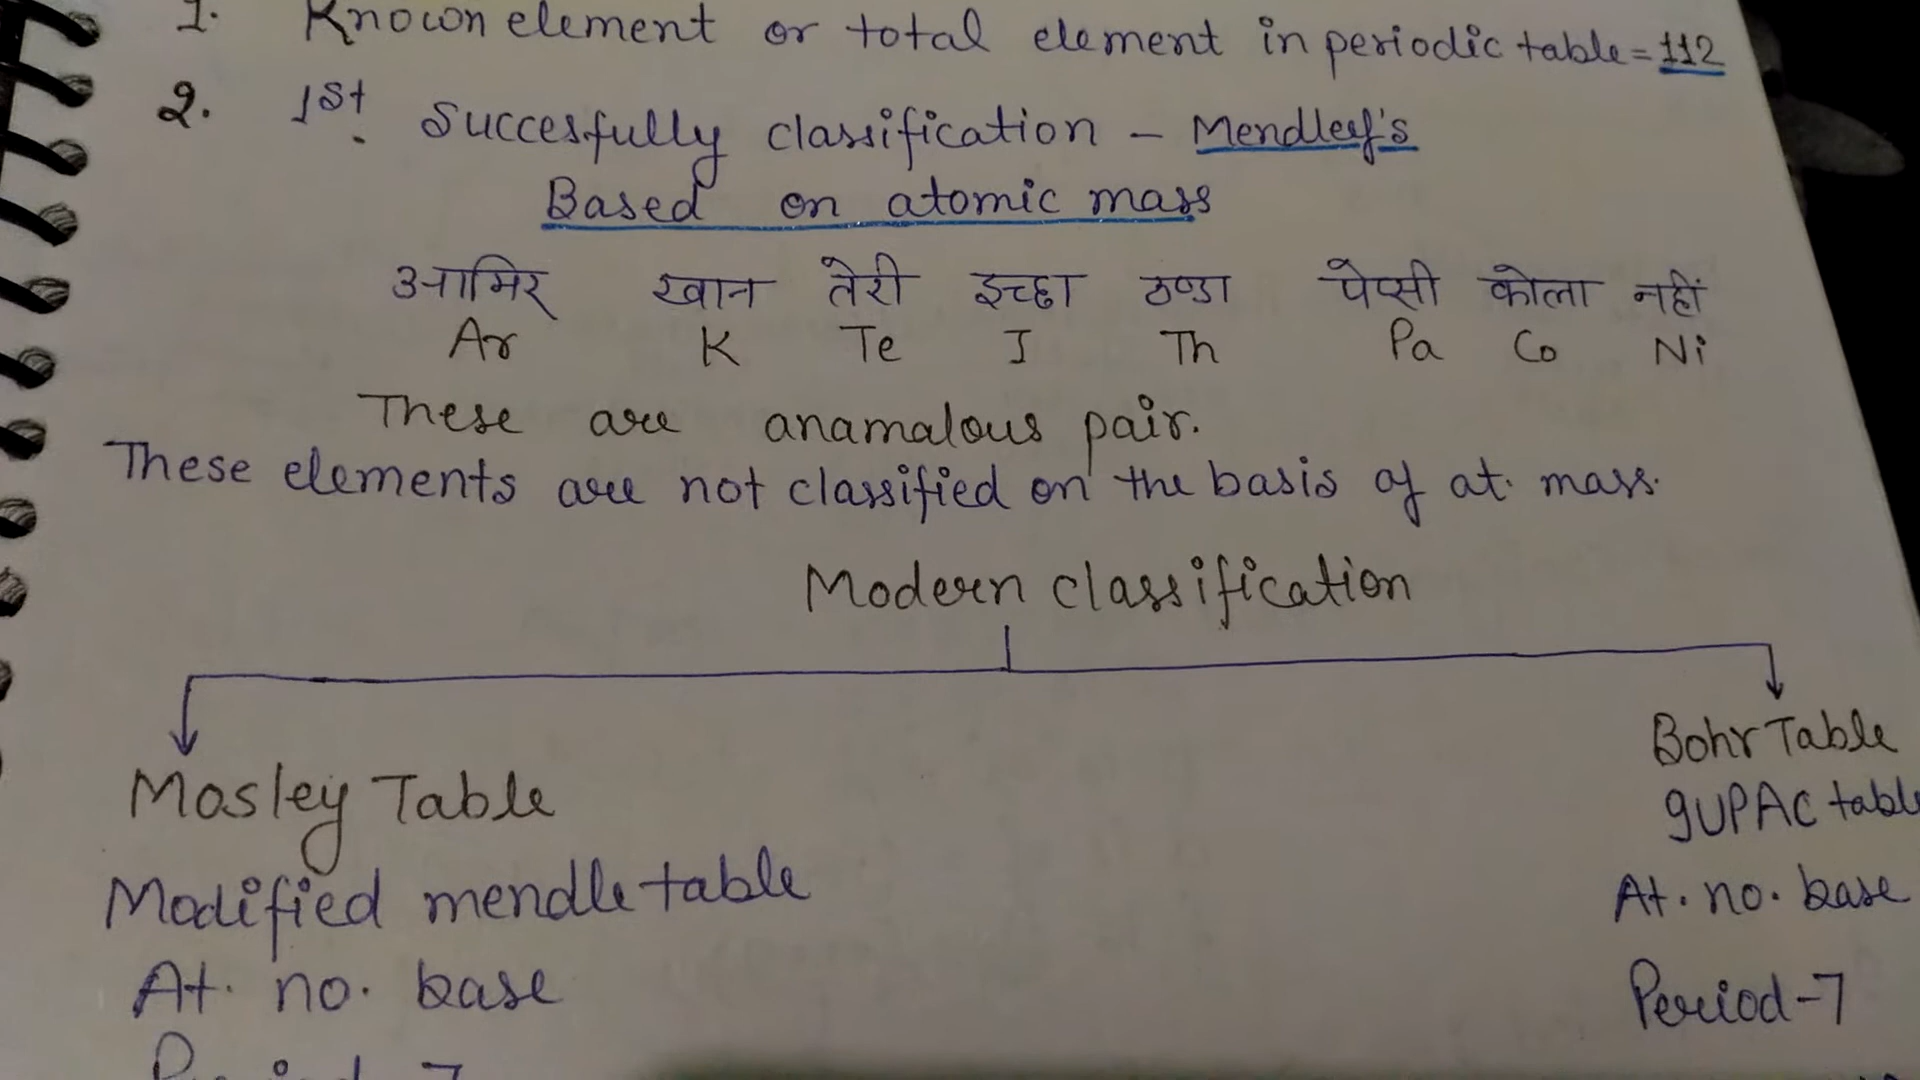 1. Known element or total element in periodic table = 112
2. 1st. Succesfully classification - Mendleef's
Based on atomic mass
आमिर खान तेरी इच्छा ठण्डा पेप्सी कोला नहीं
Ar K Te I Th Pa Co Ni
These are anamalous pair.
These elements are not classified on the basis of at. mass.
Modern classification
Mosley Table
Modified mendle table
At. no. base
Period 7
Bohr Table
IUPAC table
At. no. base
Period-7